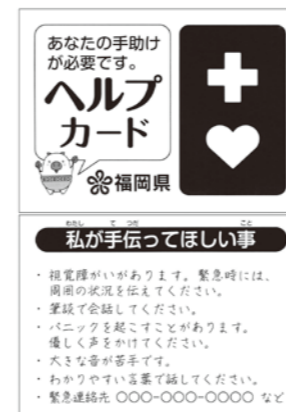 あなたの手助け
が必要です。
ヘルプ
カード
福岡県
わたし て つだ こと
私が手伝ってほしい事
・視覚障がいがあります。緊急時には、
周囲の状況を伝えてください。
・筆談で会話してください。
・パニックを起こすことがあります。
優しく声をかけてください。
・大きな音が苦手です。
・わかりやすい言葉で話してください。
・緊急連絡先 〇〇〇-〇〇〇-〇〇〇〇 など